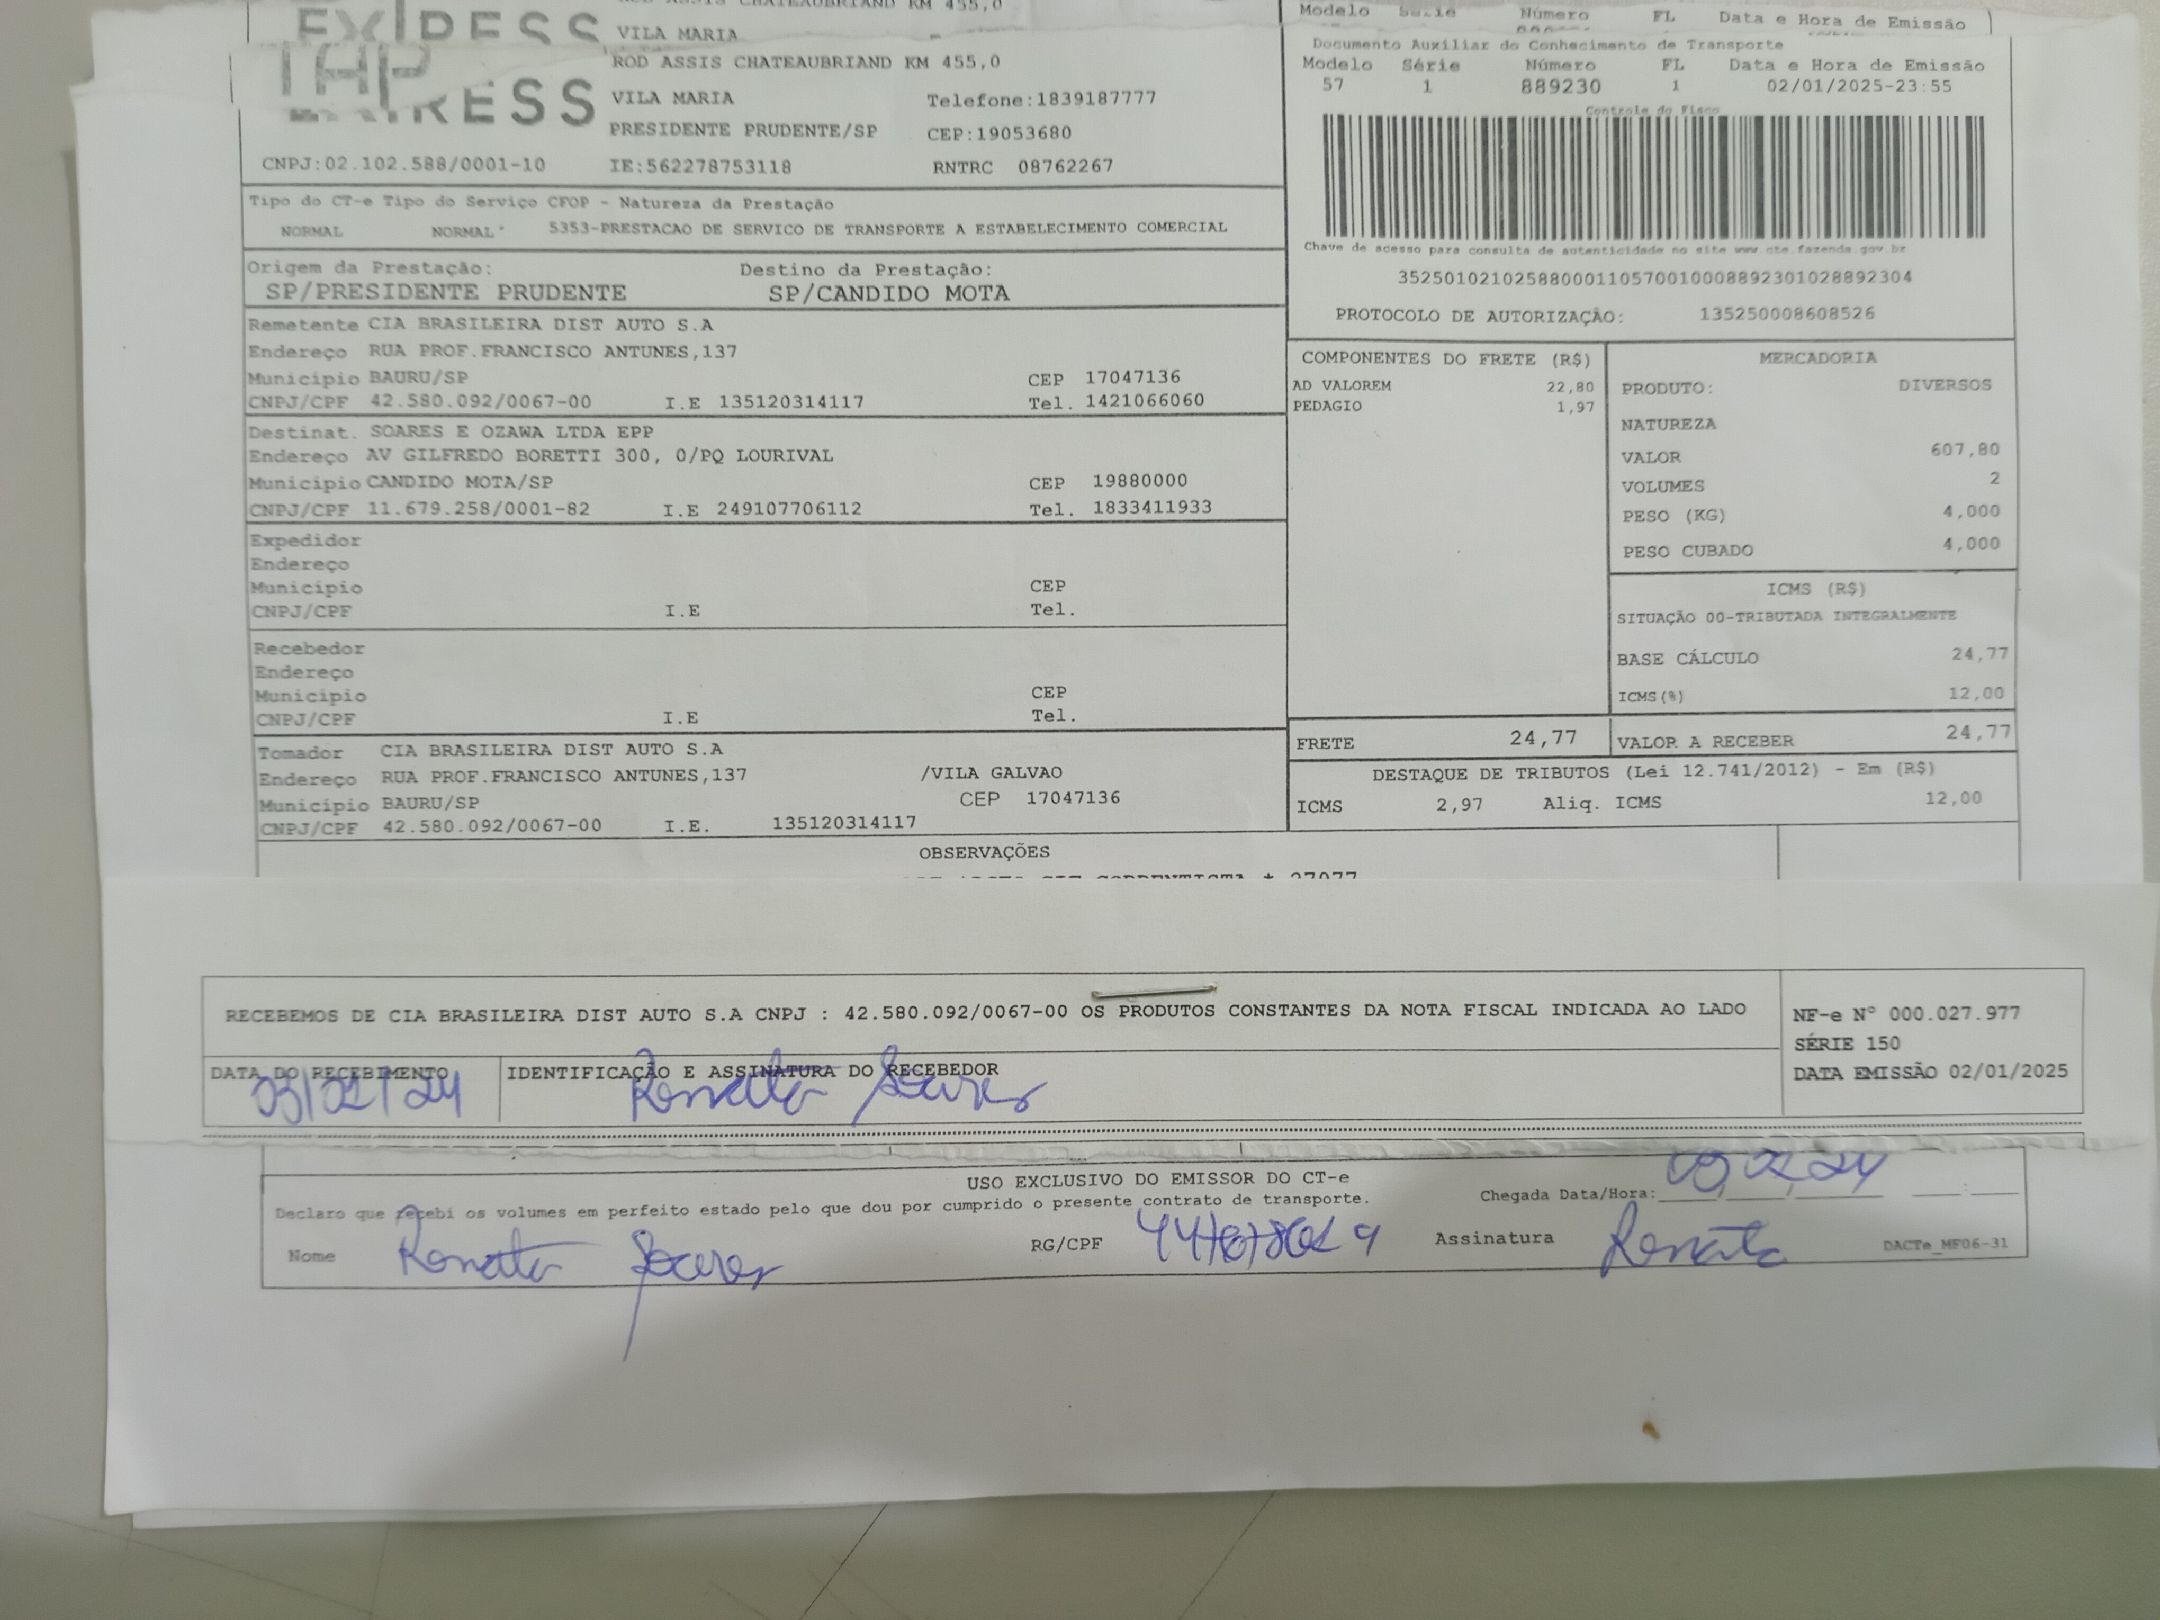 EXPRESS
VILA MARIA
Modelo Série Número FL Data e Hora de Emissão
ROD ASSIS CHATEAUBRIAND KM 455,0
VILA MARIA Telefone:1839187777
PRESIDENTE PRUDENTE/SP CEP:19053680
CNPJ:02.102.588/0001-10 IE:562278753118 RNTRC 08762267
Documento Auxiliar do Conhecimento de Transporte
Modelo Série Número FL Data e Hora de Emissão
57 1 889230 1 02/01/2025-23:55
Controle do Fisco
Chave de acesso para consulta de autenticidade no site www.cte.fazenda.gov.br
35250102102588000110570010008892301028892304
PROTOCOLO DE AUTORIZAÇÃO: 135250008608526
Tipo do CT-e Tipo do Serviço CFOP - Natureza da Prestação
NORMAL NORMAL 5353-PRESTACAO DE SERVICO DE TRANSPORTE A ESTABELECIMENTO COMERCIAL
Origem da Prestação: Destino da Prestação:
SP/PRESIDENTE PRUDENTE SP/CANDIDO MOTA
Remetente CIA BRASILEIRA DIST AUTO S.A
Endereço RUA PROF.FRANCISCO ANTUNES,137
Município BAURU/SP CEP 17047136
CNPJ/CPF 42.580.092/0067-00 I.E 135120314117 Tel. 1421066060
Destinat. SOARES E OZAWA LTDA EPP
Endereço AV GILFREDO BORETTI 300, 0/PQ LOURIVAL
Município CANDIDO MOTA/SP CEP 19880000
CNPJ/CPF 11.679.258/0001-82 I.E 249107706112 Tel. 1833411933
Expedidor
Endereço
Município CEP
CNPJ/CPF I.E Tel.
Recebedor
Endereço
Município CEP
CNPJ/CPF I.E Tel.
Tomador CIA BRASILEIRA DIST AUTO S.A
Endereço RUA PROF.FRANCISCO ANTUNES,137 /VILA GALVAO
Município BAURU/SP CEP 17047136
CNPJ/CPF 42.580.092/0067-00 I.E. 135120314117
COMPONENTES DO FRETE (R$)
AD VALOREM 22,80
PEDAGIO 1,97
MERCADORIA
PRODUTO: DIVERSOS
NATUREZA
VALOR 607,80
VOLUMES 2
PESO (KG) 4,000
PESO CUBADO 4,000
ICMS (R$)
SITUAÇÃO 00-TRIBUTADA INTEGRALMENTE
BASE CÁLCULO 24,77
ICMS(%) 12,00
FRETE 24,77 VALOR A RECEBER 24,77
DESTAQUE DE TRIBUTOS (Lei 12.741/2012) - Em (R$)
ICMS 2,97 Aliq. ICMS 12,00
OBSERVAÇÕES
RECEBEMOS DE CIA BRASILEIRA DIST AUTO S.A CNPJ : 42.580.092/0067-00 OS PRODUTOS CONSTANTES DA NOTA FISCAL INDICADA AO LADO
NF-e N° 000.027.977
SÉRIE 150
DATA EMISSÃO 02/01/2025
DATA DO RECEBIMENTO IDENTIFICAÇÃO E ASSINATURA DO RECEBEDOR
Renata Soares
USO EXCLUSIVO DO EMISSOR DO CT-e
Declaro que recebi os volumes em perfeito estado pelo que dou por cumprido o presente contrato de transporte.
Chegada Data/Hora:
Nome Renata Soares RG/CPF Assinatura Renata DACTe_MF06-31